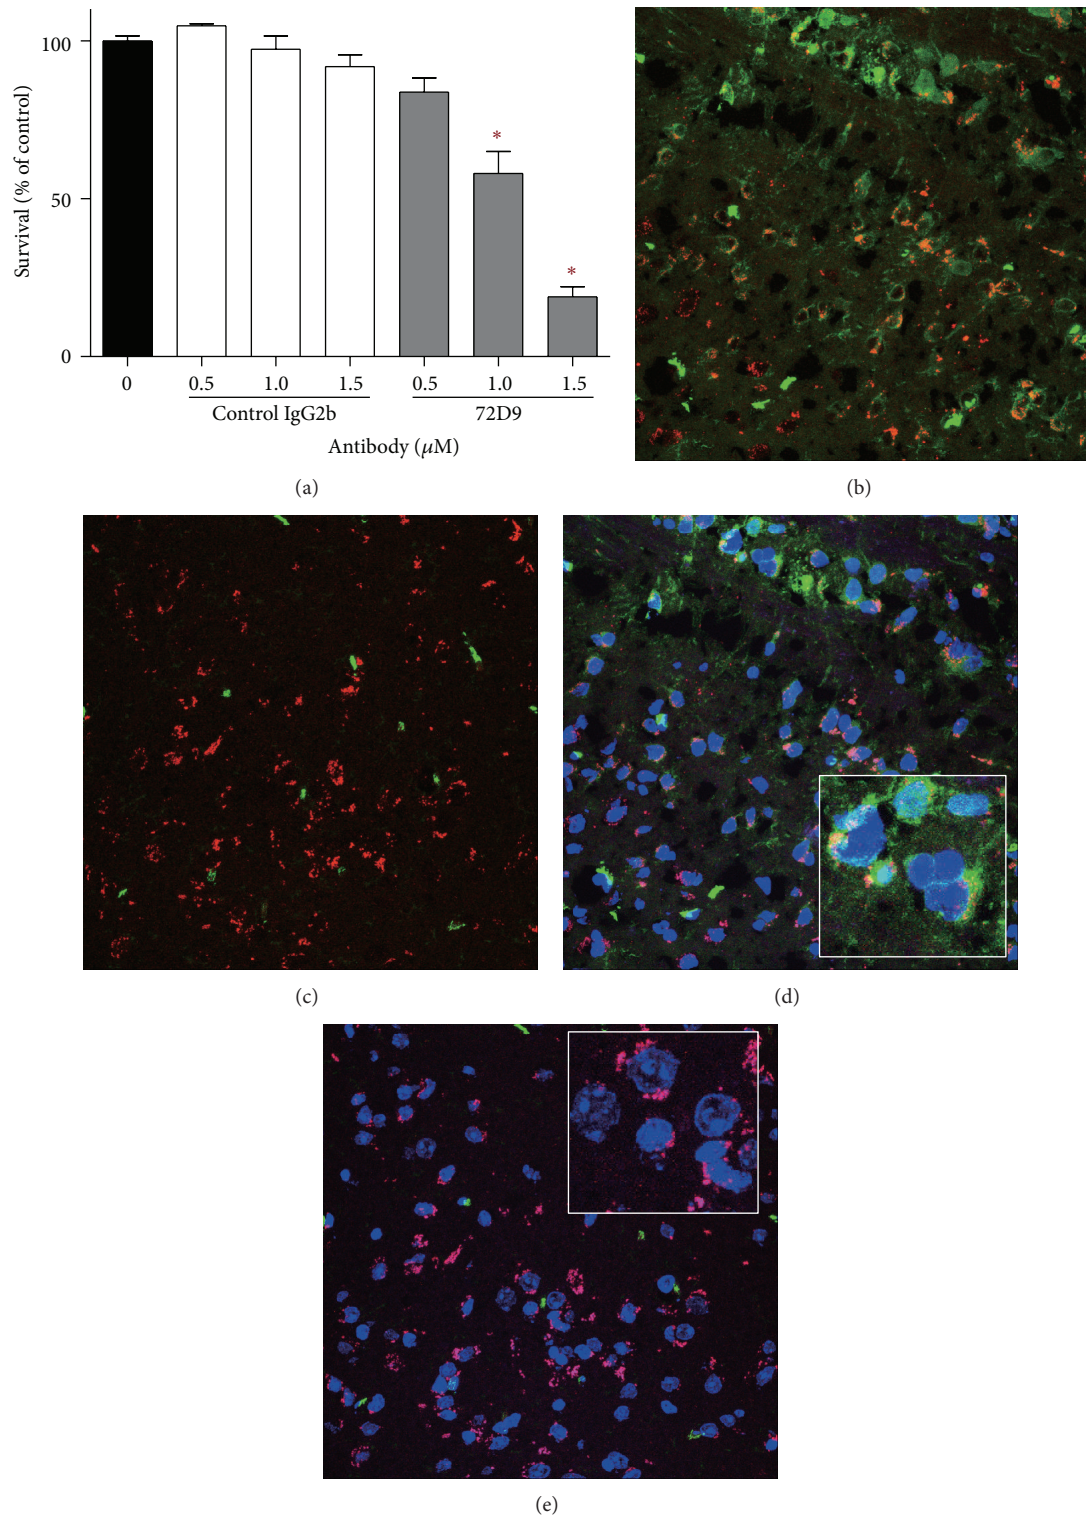 100
50
0
Survival (% of control)
*
*
0 0.5 1.0 1.5 0.5 1.0 1.5
Control IgG2b 72D9
Antibody (μM)
(a)
(b)
(c)
(d)
(e)